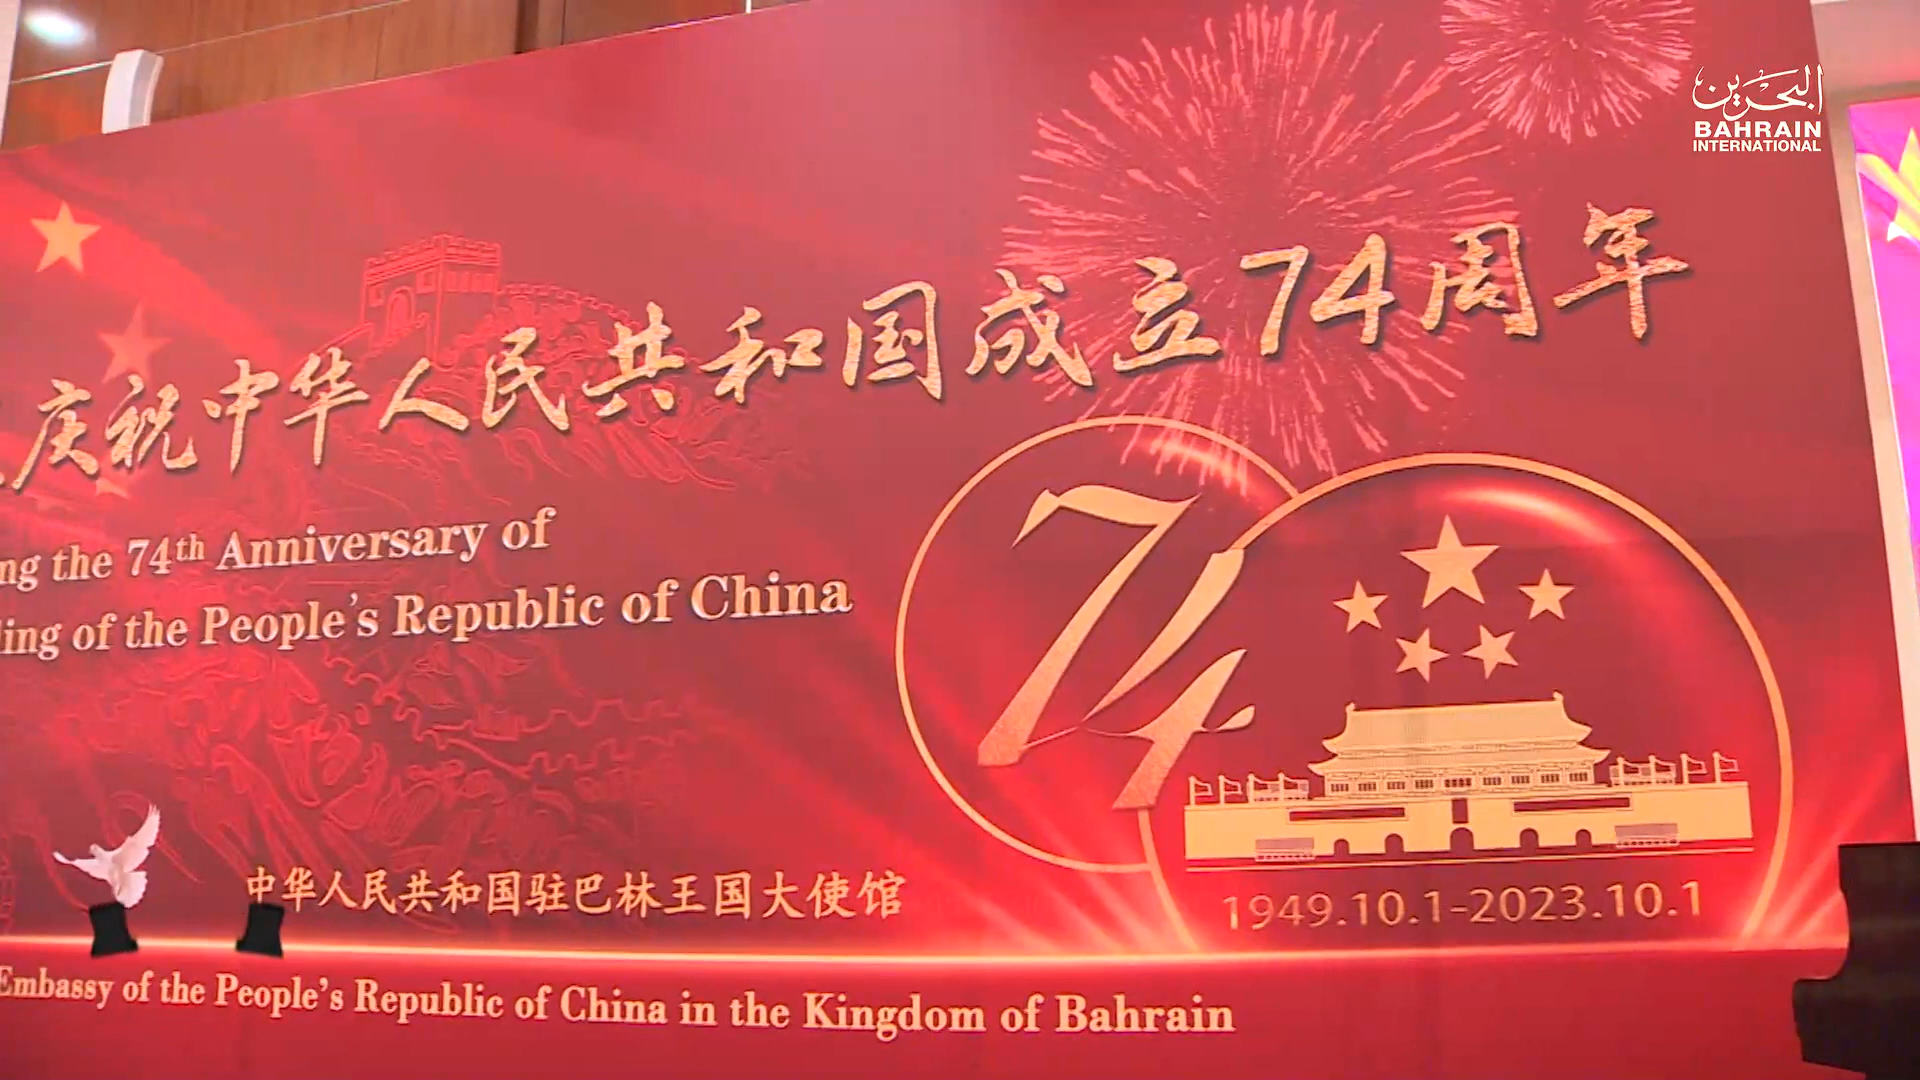 البحرين
BAHRAIN
INTERNATIONAL
庆祝中华人民共和国成立74周年
the 74th Anniversary of
of the People's Republic of China
74
中华人民共和国驻巴林王国大使馆
1949.10.1-2023.10.1
Embassy of the People's Republic of China in the Kingdom of Bahrain